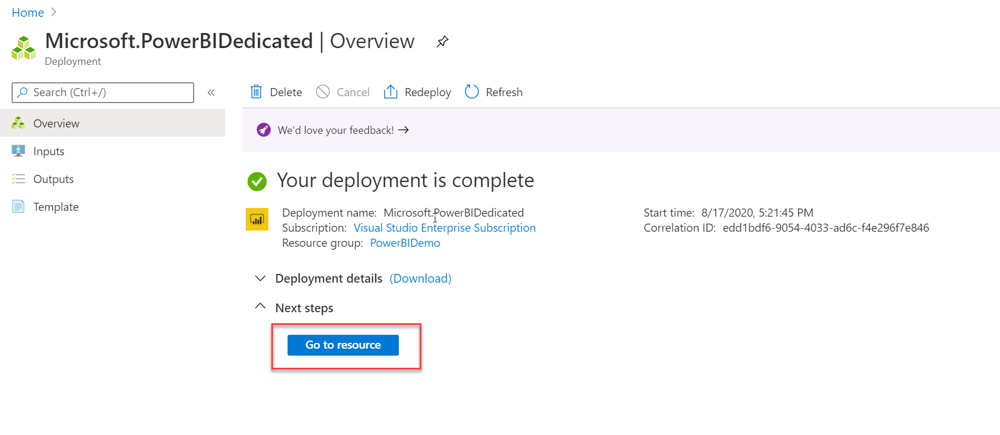 Home
Microsoft.PowerBIDedicated | Overview
Deployment
Search (Ctrl+/)
«
Delete Cancel Redeploy Refresh
Overview
Inputs
Outputs
Template
We'd love your feedback! →
Your deployment is complete
Deployment name: Microsoft.PowerBIDedicated
Subscription: Visual Studio Enterprise Subscription
Resource group: PowerBIDemo
Start time: 8/17/2020, 5:21:45 PM
Correlation ID: edd1bdf6-9054-4033-ad6c-f4e296f7e846
Deployment details (Download)
Next steps
Go to resource